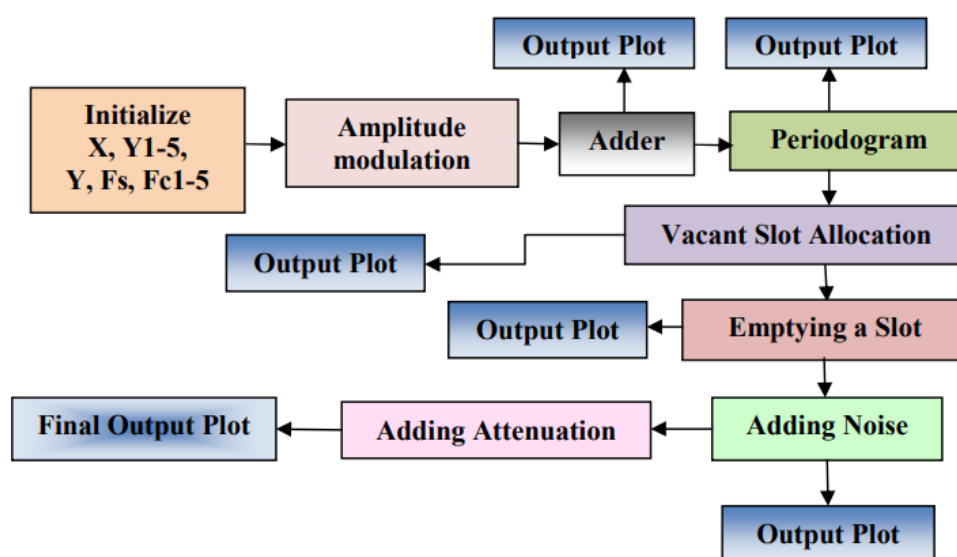 Output Plot
Output Plot
Initialize
X, Y1-5,
Y, Fs, Fc1-5
Amplitude
modulation
Adder
Periodogram
Vacant Slot Allocation
Output Plot
Output Plot
Emptying a Slot
Final Output Plot
Adding Attenuation
Adding Noise
Output Plot